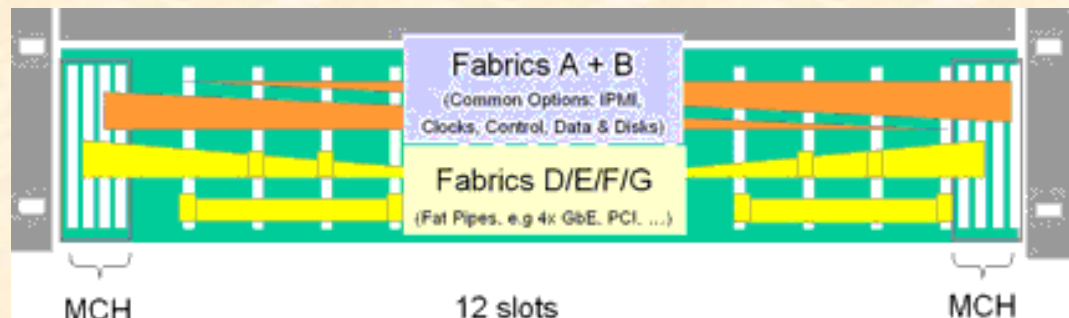 Fabrics A + B
(Common Options: IPMI,
Clocks, Control, Data & Disks)
Fabrics D/E/F/G
(Fat Pipes, e.g 4x GbE, PCI, ...)
MCH
12 slots
MCH